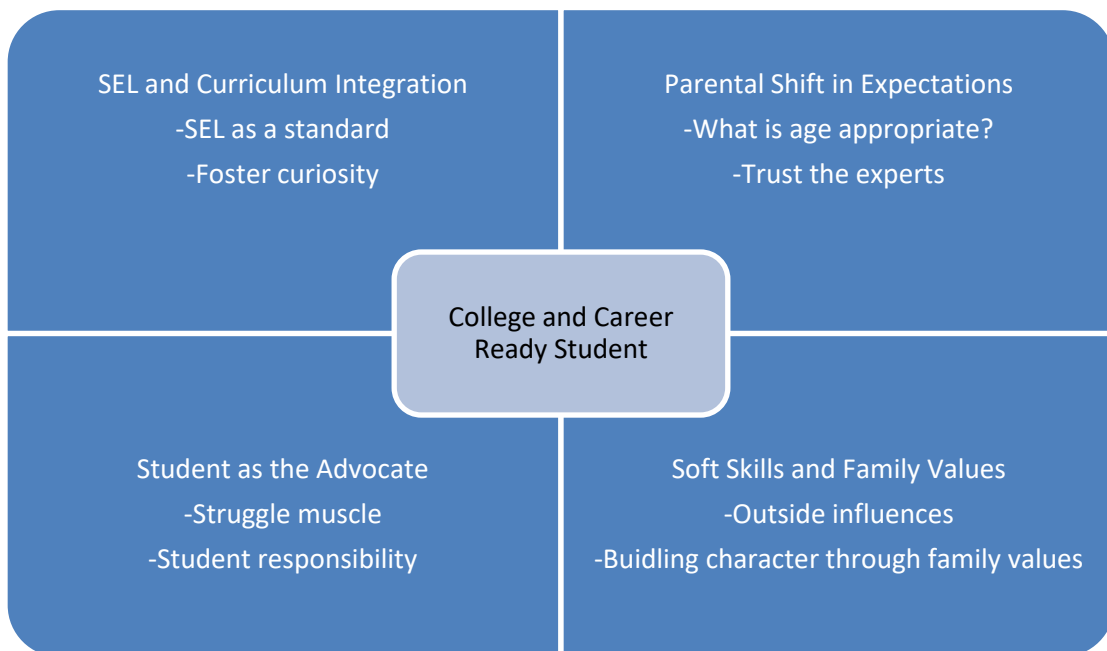 SEL and Curriculum Integration
-SEL as a standard
-Foster curiosity
Parental Shift in Expectations
-What is age appropriate?
-Trust the experts
College and Career
Ready Student
Student as the Advocate
-Struggle muscle
-Student responsibility
Soft Skills and Family Values
-Outside influences
-Buidling character through family values